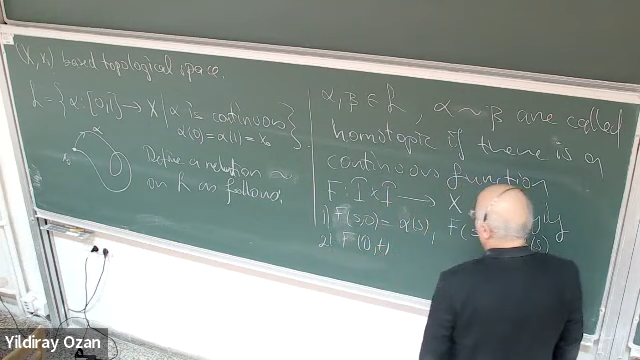 (X, x₀) based topological space.
L = { α: [0,1] → X | α is continuous
α(0) = α(1) = x₀ }.
α
x₀
Define a relation ~
on L as follows:
α, β ∈ L, α ~ β are called
homotopic if there is a
continuous function
F: I × I → X
1) F(s,0) = α(s), F(s
(s)
2) F(0,t)
Yildiray Ozan